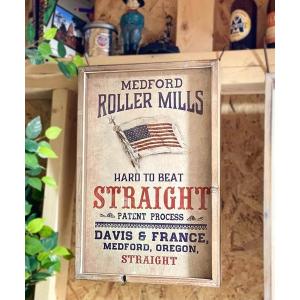 MEDFORD
ROLLER MILLS
HARD TO BEAT
STRAIGHT
PATENT PROCESS
DAVIS & FRANCE,
MEDFORD, OREGON,
STRAIGHT